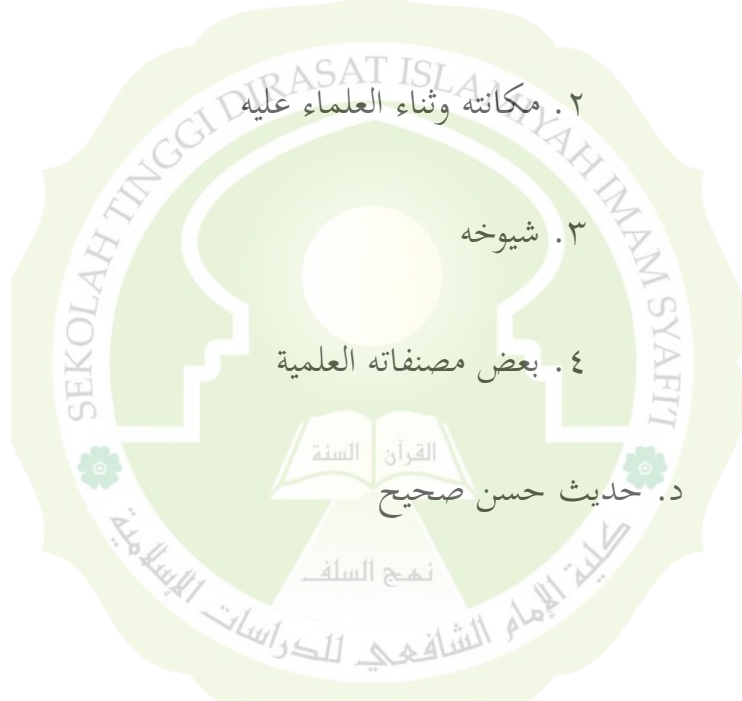 SEKOLAH TINGGI DIRASAT ISLAMIYAH IMAM SYAFI'I
٢. مكانته وثناء العلماء عليه
٣. شيوخه
٤. بعض مصنفاته العلمية
القرآن السنة
د. حديث حسن صحيح
نهج السلف
كلية الإمام الشافعي للدراسات الإسلامية